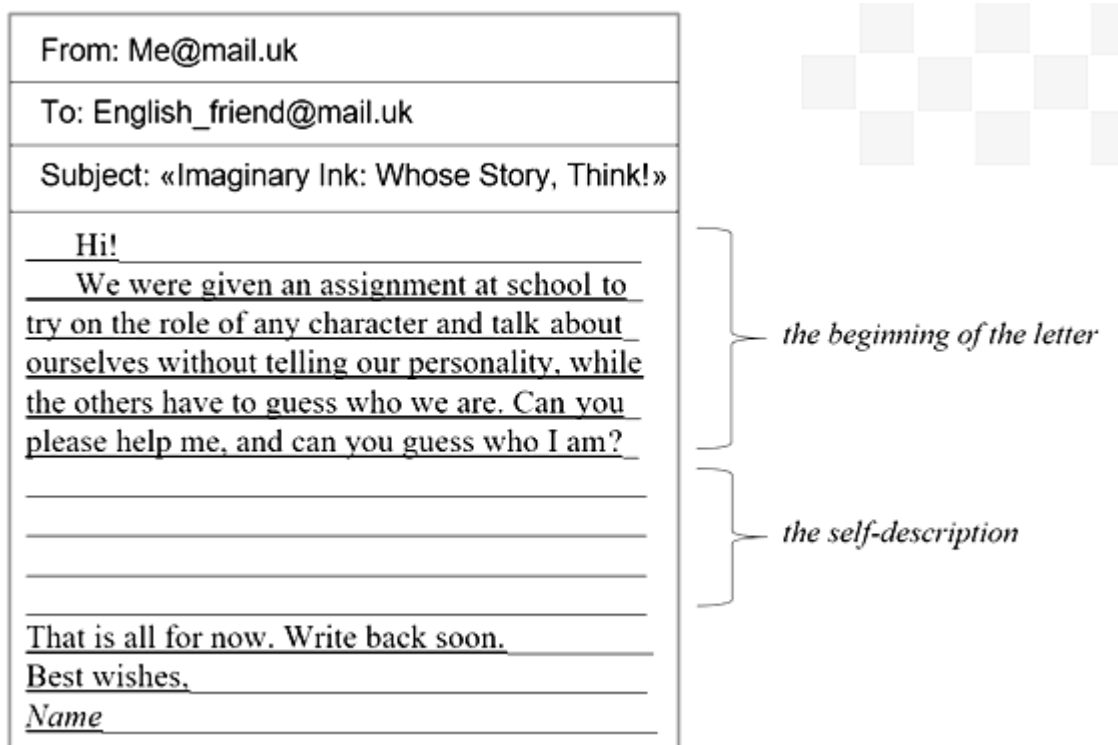 From: Me@mail.uk
To: English_friend@mail.uk
Subject: «Imaginary Ink: Whose Story, Think!»
Hi!
We were given an assignment at school to
try on the role of any character and talk about
ourselves without telling our personality, while
the others have to guess who we are. Can you
please help me, and can you guess who I am?
the beginning of the letter
the self-description
That is all for now. Write back soon.
Best wishes,
Name